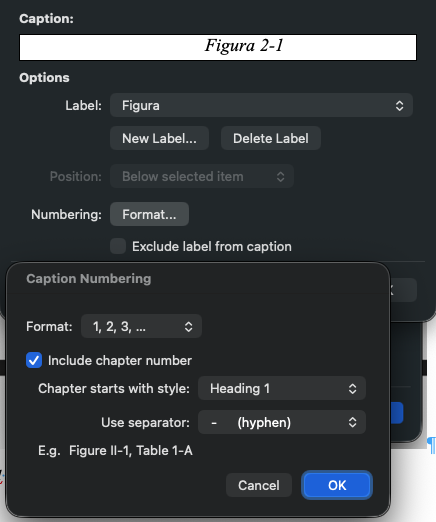 Caption:
Figura 2-1
Options
Label: Figura
New Label... Delete Label
Position: Below selected item
Numbering: Format...
Exclude label from caption
Caption Numbering
Format: 1, 2, 3, ...
Include chapter number
Chapter starts with style: Heading 1
Use separator: - (hyphen)
E.g. Figure II-1, Table 1-A
Cancel OK
¶